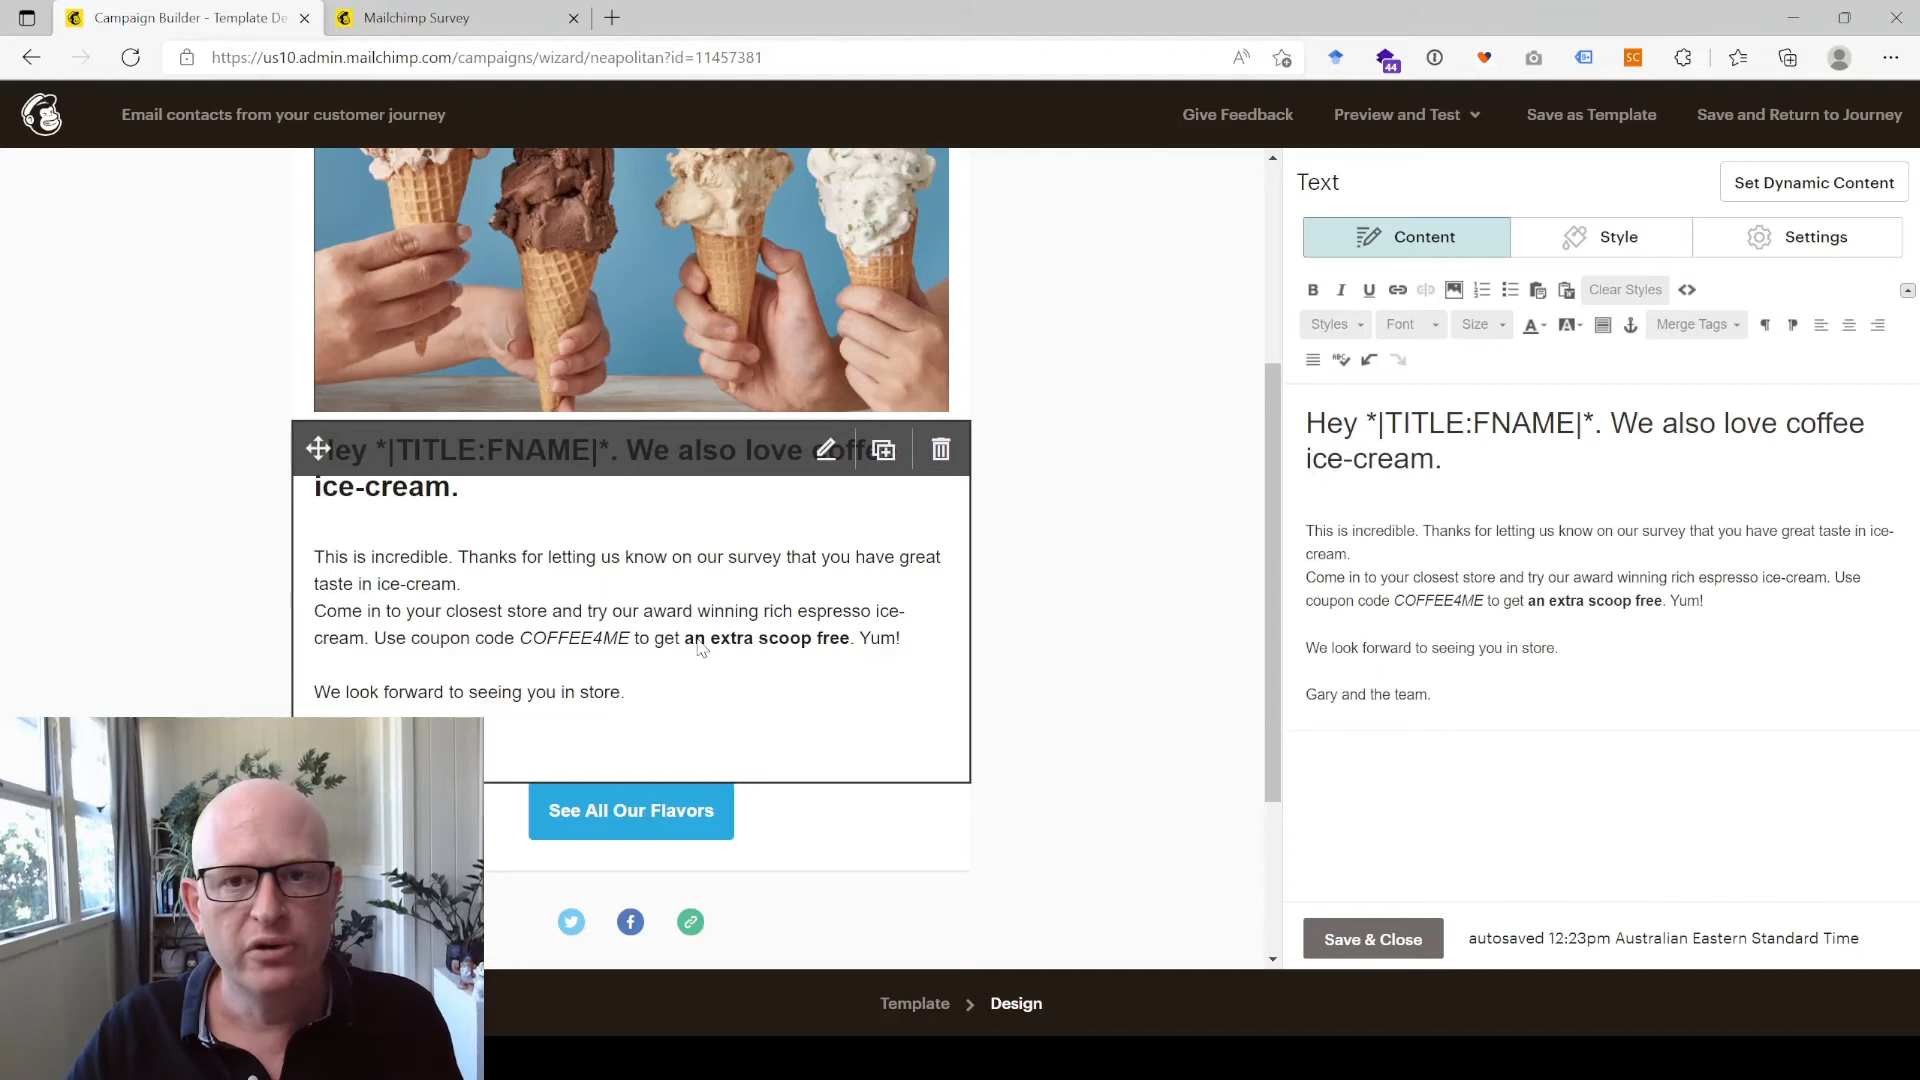 Campaign Builder - Template De
Mailchimp Survey
https://us10.admin.mailchimp.com/campaigns/wizard/neapolitan?id=11457381
44
SC
Email contacts from your customer journey
Give Feedback
Preview and Test
Save as Template
Save and Return to Journey
Hey *|TITLE:FNAME|*. We also love coffee
ice-cream.
This is incredible. Thanks for letting us know on our survey that you have great
taste in ice-cream.
Come in to your closest store and try our award winning rich espresso ice-
cream. Use coupon code COFFEE4ME to get an extra scoop free. Yum!
We look forward to seeing you in store.
See All Our Flavors
Text
Set Dynamic Content
Content
Style
Settings
Clear Styles
Styles
Font
Size
Merge Tags
Hey *|TITLE:FNAME|*. We also love coffee
ice-cream.
This is incredible. Thanks for letting us know on our survey that you have great taste in ice-
cream.
Come in to your closest store and try our award winning rich espresso ice-cream. Use
coupon code COFFEE4ME to get an extra scoop free. Yum!
We look forward to seeing you in store.
Gary and the team.
Save & Close
autosaved 12:23pm Australian Eastern Standard Time
Template
Design